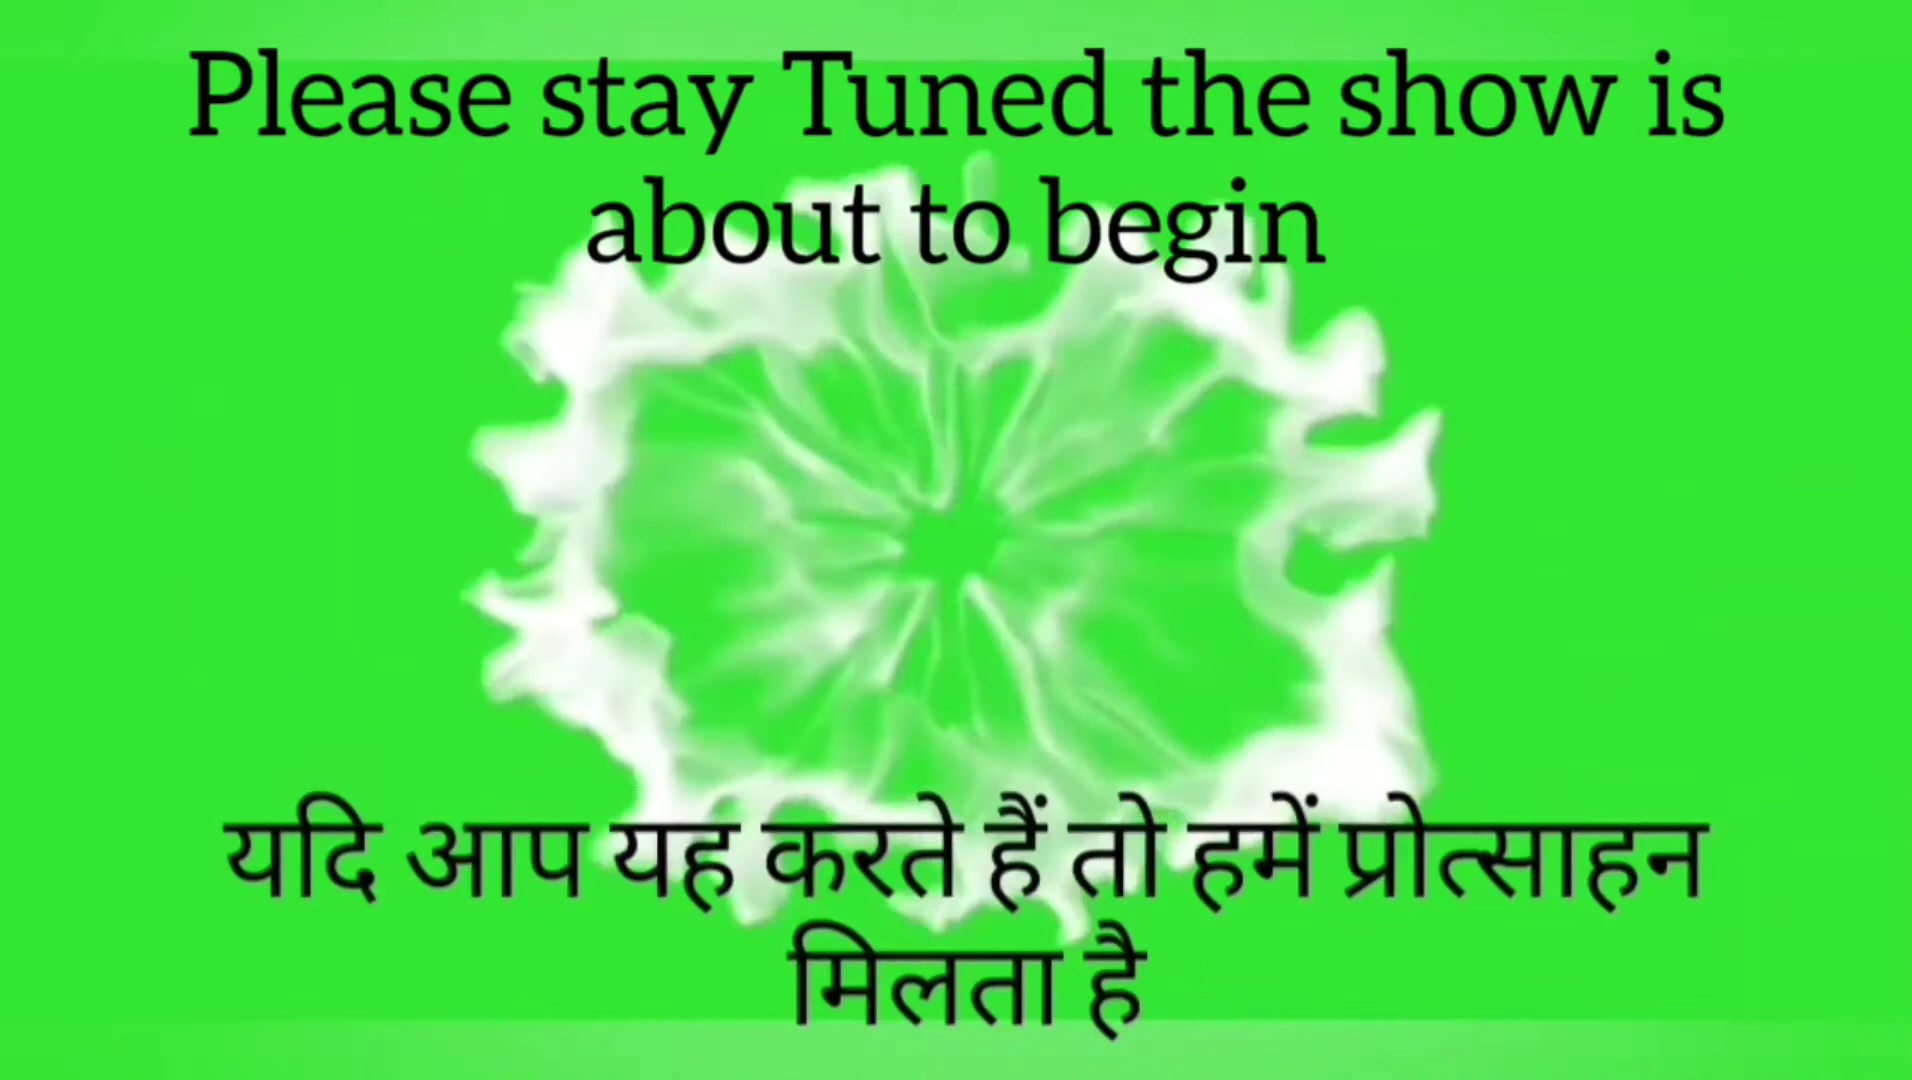 Please stay Tuned the show is
about to begin
यदि आप यह करते हैं तो हमें प्रोत्साहन
मिलता है